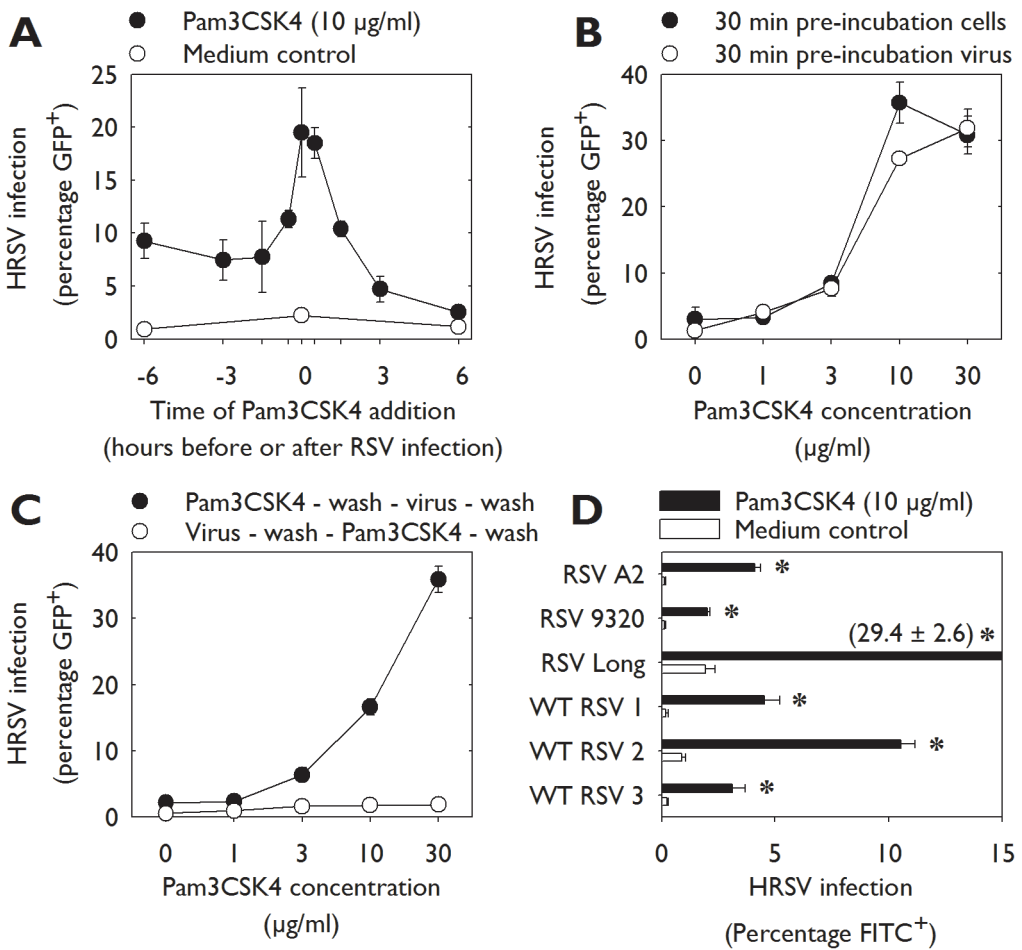 A
Pam3CSK4 (10 µg/ml)
Medium control
HRSV infection
(percentage GFP+)
25
20
15
10
5
0
-6 -3 0 3 6
Time of Pam3CSK4 addition
(hours before or after RSV infection)
B
30 min pre-incubation cells
30 min pre-incubation virus
HRSV infection
(percentage GFP+)
40
30
20
10
0
0 1 3 10 30
Pam3CSK4 concentration
(µg/ml)
C
Pam3CSK4 - wash - virus - wash
Virus - wash - Pam3CSK4 - wash
HRSV infection
(percentage GFP+)
40
30
20
10
0
0 1 3 10 30
Pam3CSK4 concentration
(µg/ml)
D
Pam3CSK4 (10 µg/ml)
Medium control
RSV A2 *
RSV 9320 *
(29.4 ± 2.6) *
RSV Long
WT RSV 1 *
WT RSV 2 *
WT RSV 3 *
0 5 10 15
HRSV infection
(Percentage FITC+)